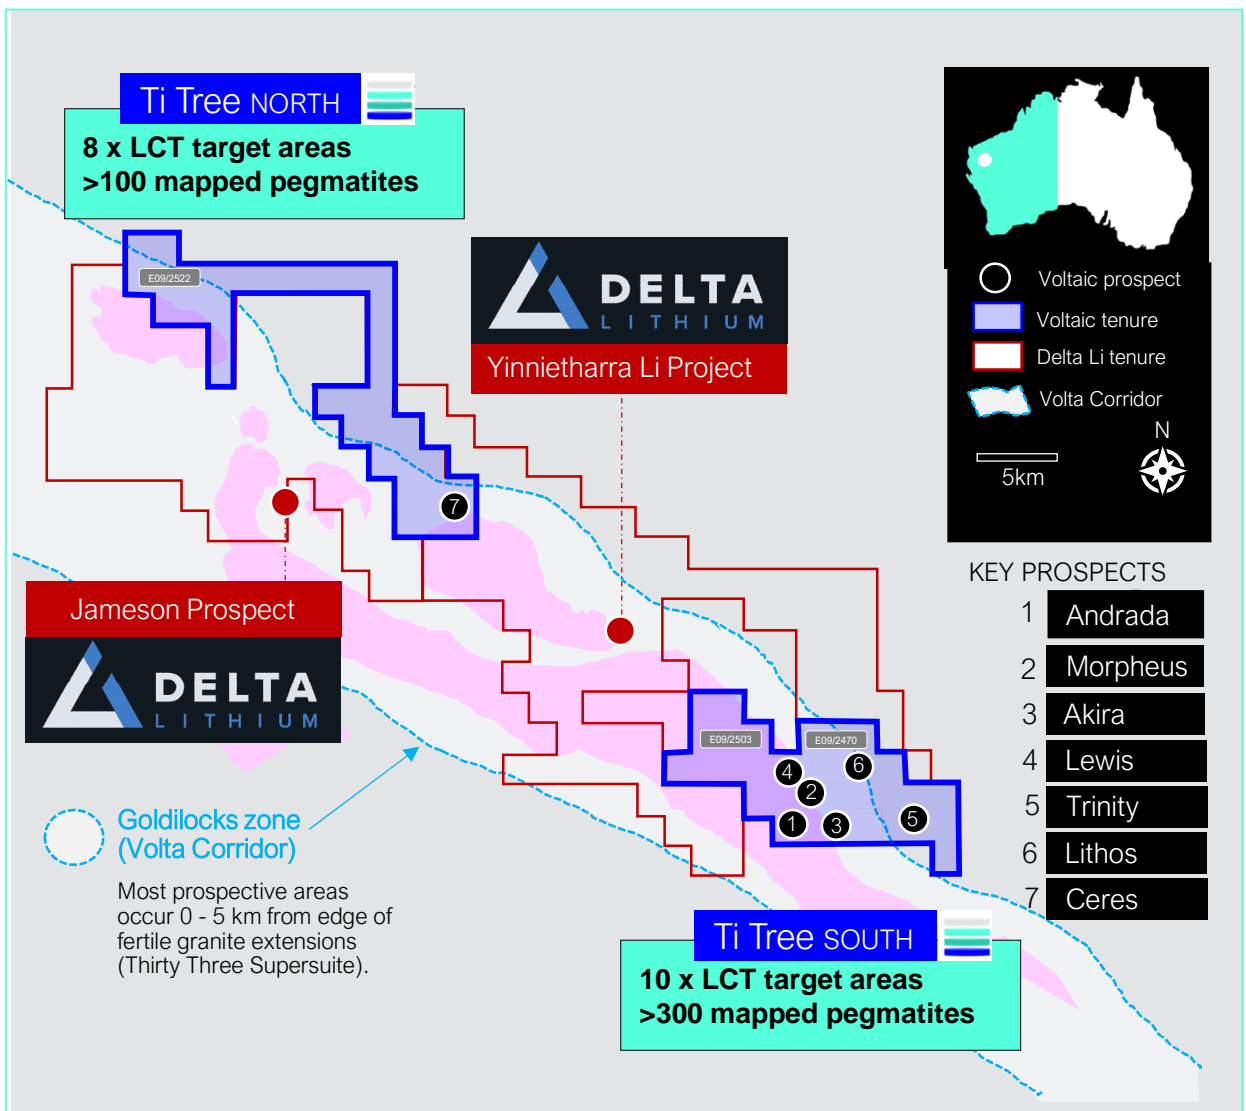 Ti Tree NORTH
8 x LCT target areas
>100 mapped pegmatites
E09/2522
DELTA
LITHIUM
Yinnietharra Li Project
Voltaic prospect
Voltaic tenure
Delta Li tenure
Volta Corridor
N
5km
7
Jameson Prospect
DELTA
LITHIUM
KEY PROSPECTS
1 Andrada
2 Morpheus
3 Akira
4 Lewis
5 Trinity
6 Lithos
7 Ceres
E09/2503
E09/2470
4
6
2
1
3
5
Goldilocks zone
(Volta Corridor)
Most prospective areas
occur 0 - 5 km from edge of
fertile granite extensions
(Thirty Three Supersuite).
Ti Tree SOUTH
10 x LCT target areas
>300 mapped pegmatites